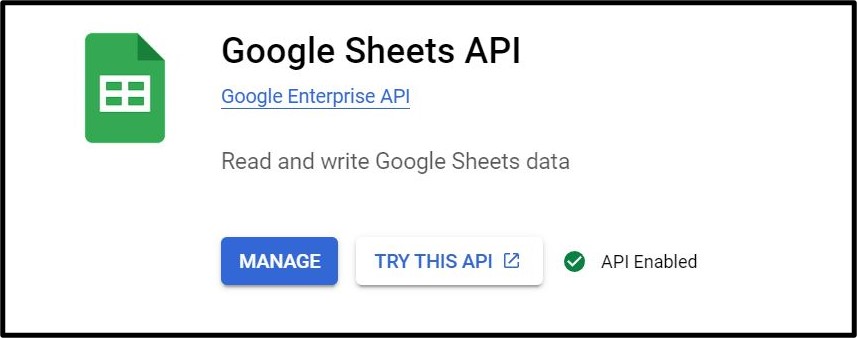 Google Sheets API
Google Enterprise API
Read and write Google Sheets data
MANAGE
TRY THIS API
API Enabled